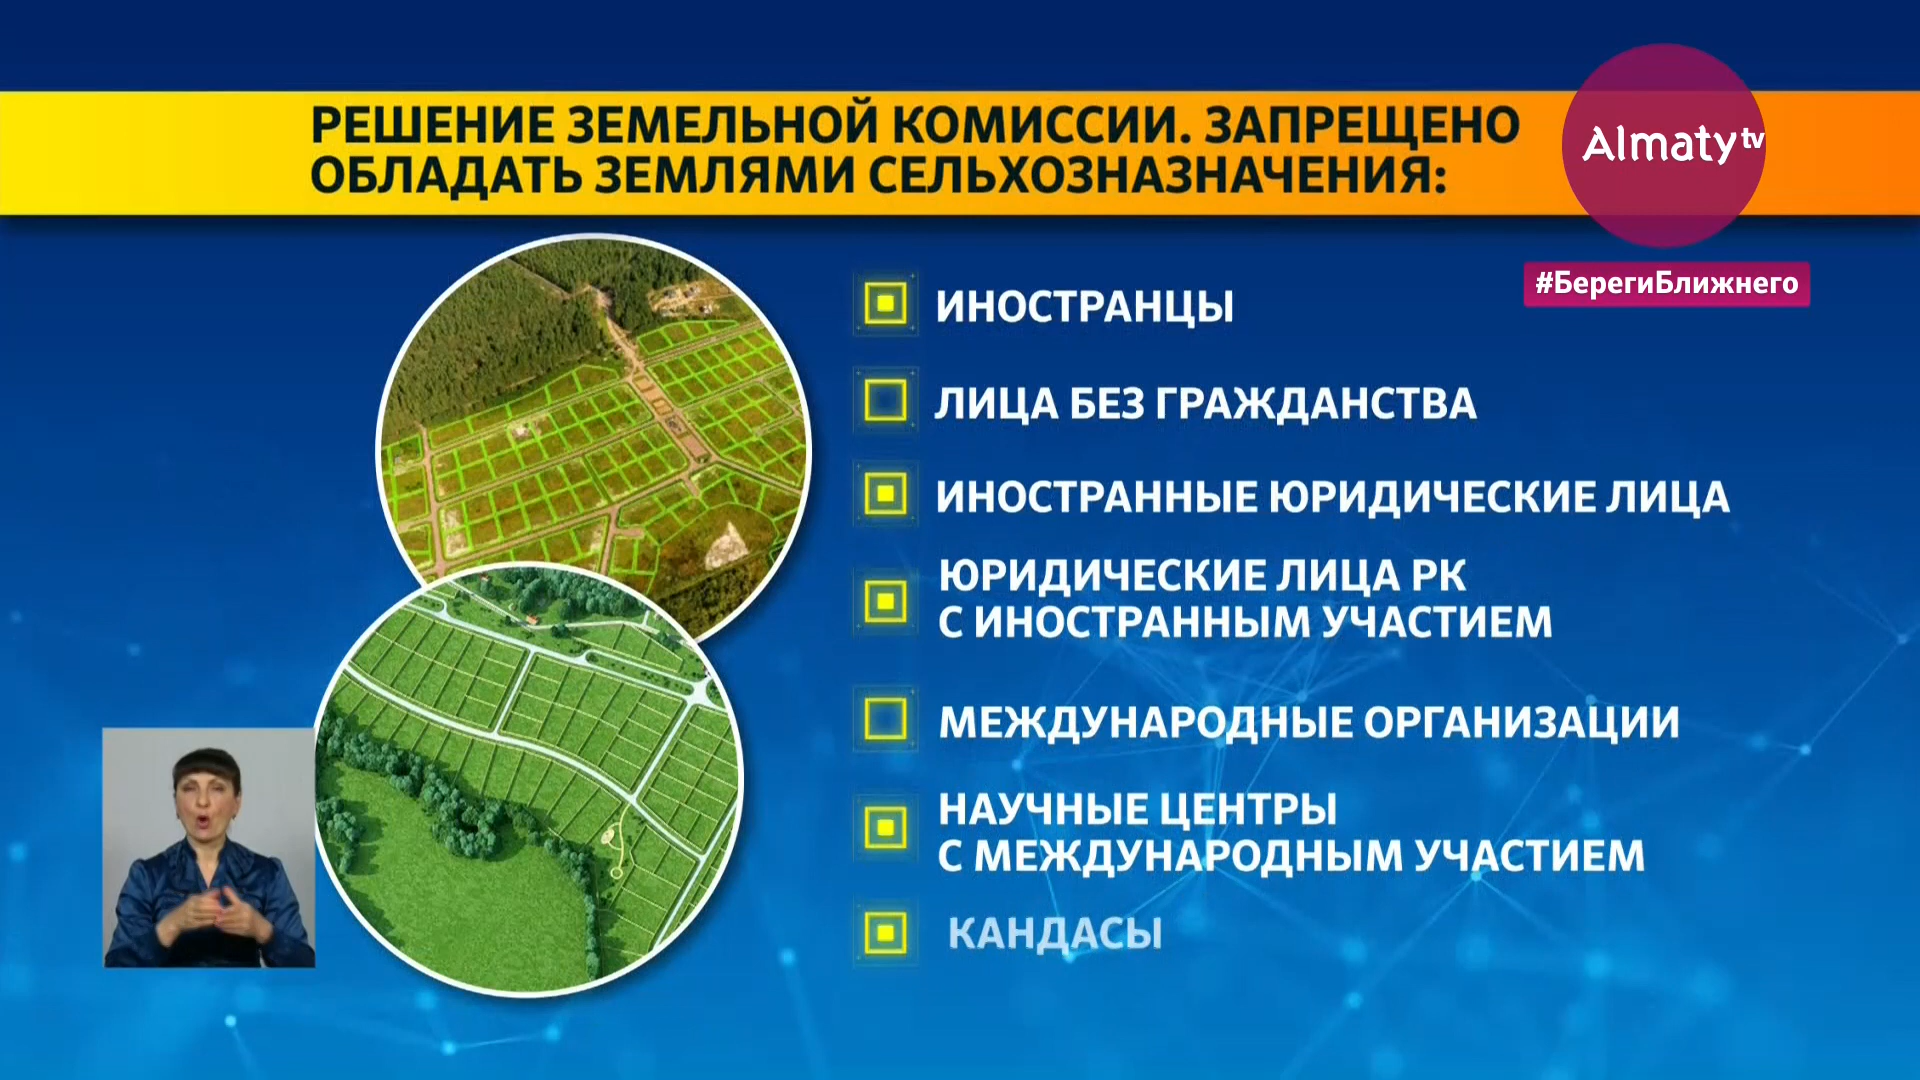 РЕШЕНИЕ ЗЕМЕЛЬНОЙ КОМИССИИ. ЗАПРЕЩЕНО
ОБЛАДАТЬ ЗЕМЛЯМИ СЕЛЬХОЗНАЗНАЧЕНИЯ:
Almaty tv
#БерегиБлижнего
ИНОСТРАНЦЫ
ЛИЦА БЕЗ ГРАЖДАНСТВА
ИНОСТРАННЫЕ ЮРИДИЧЕСКИЕ ЛИЦА
ЮРИДИЧЕСКИЕ ЛИЦА РК
С ИНОСТРАННЫМ УЧАСТИЕМ
МЕЖДУНАРОДНЫЕ ОРГАНИЗАЦИИ
НАУЧНЫЕ ЦЕНТРЫ
С МЕЖДУНАРОДНЫМ УЧАСТИЕМ
КАНДАСЫ